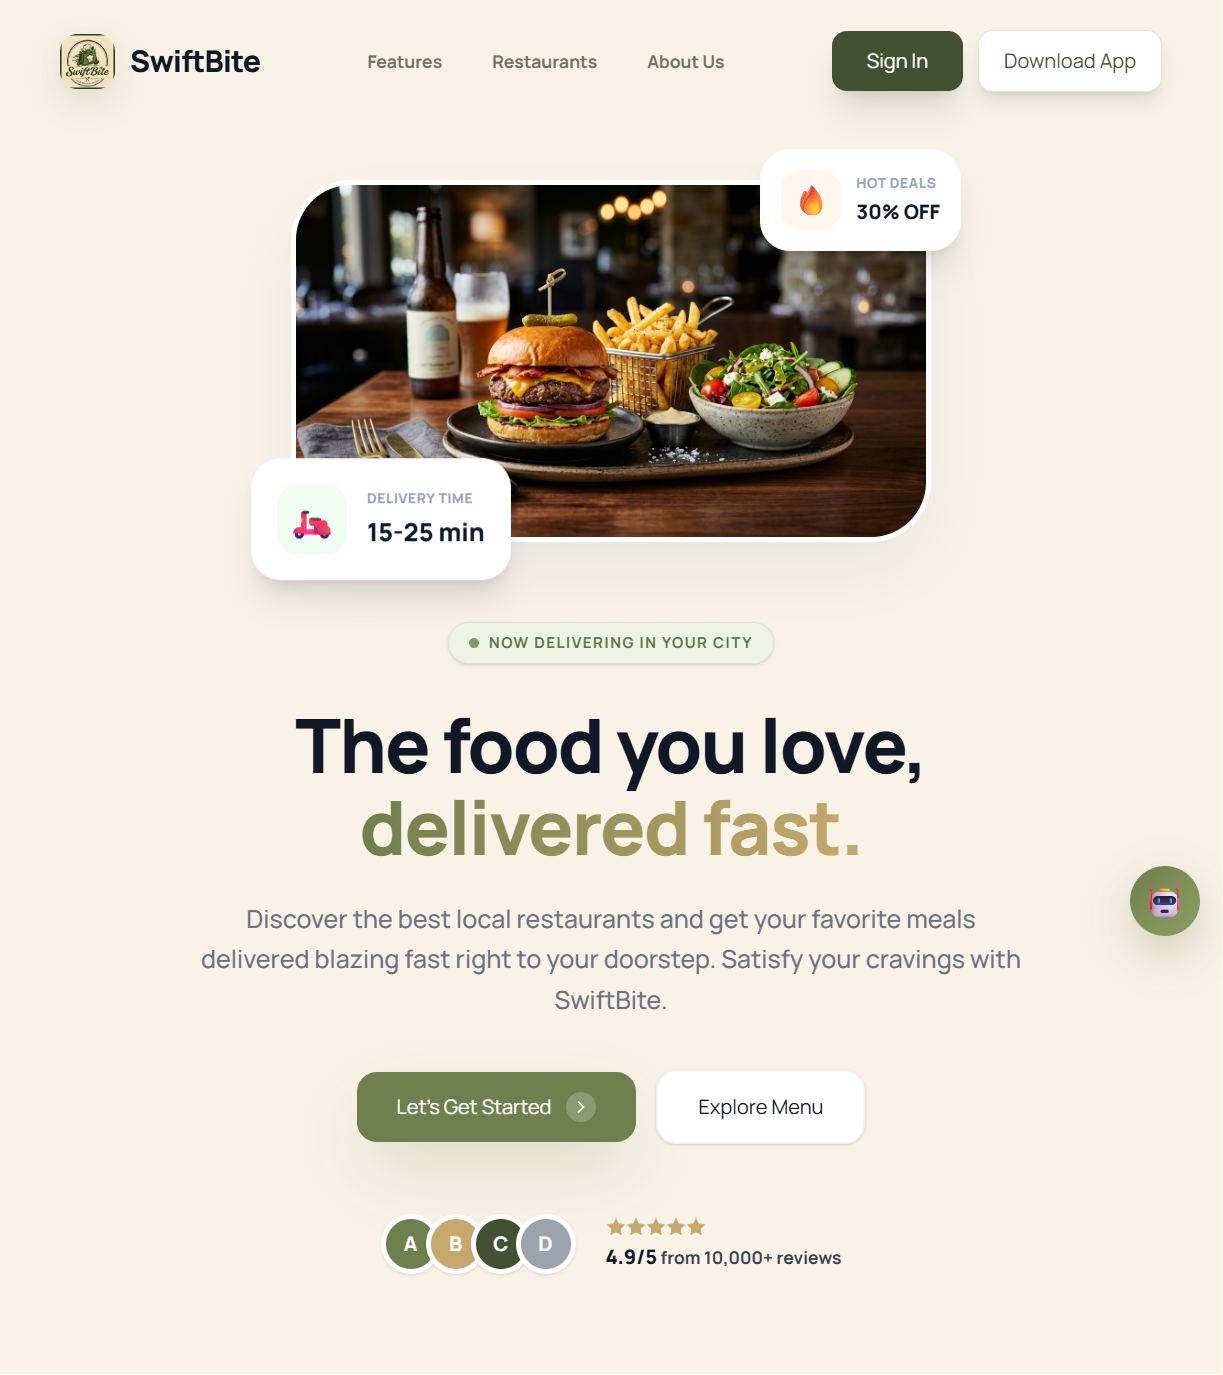 SwiftBite
SwiftBite
Features
Restaurants
About Us
Sign In
Download App
HOT DEALS
30% OFF
DELIVERY TIME
15-25 min
NOW DELIVERING IN YOUR CITY
The food you love,
delivered fast.
Discover the best local restaurants and get your favorite meals
delivered blazing fast right to your doorstep. Satisfy your cravings with
SwiftBite.
Let's Get Started
Explore Menu
A
B
C
D
4.9/5 from 10,000+ reviews